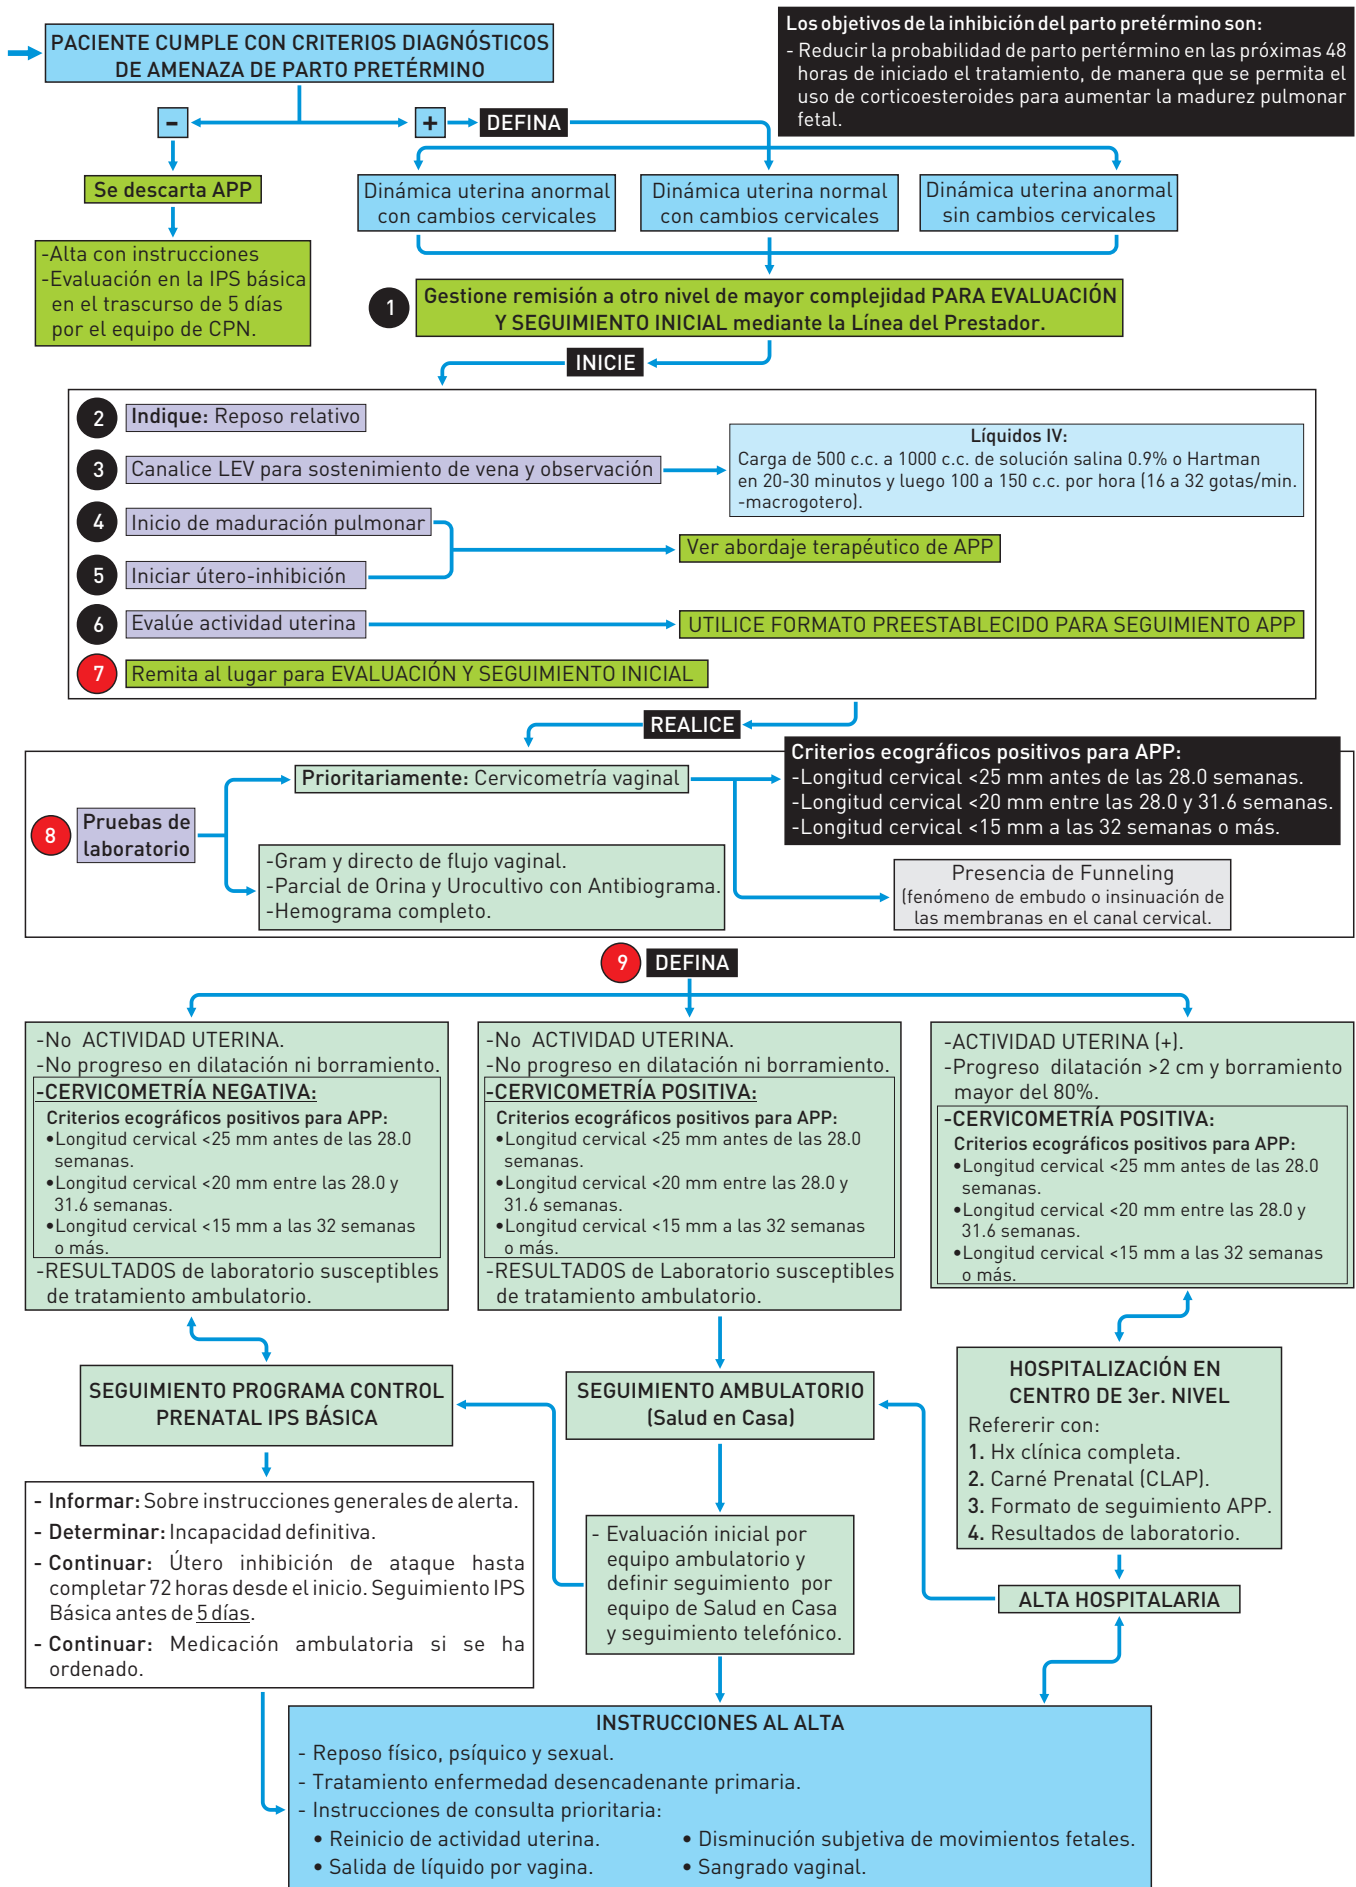 PACIENTE CUMPLE CON CRITERIOS DIAGNÓSTICOS
DE AMENAZA DE PARTO PRETÉRMINO
Los objetivos de la inhibición del parto pretérmino son:
- Reducir la probabilidad de parto pertérmino en las próximas 48
horas de iniciado el tratamiento, de manera que se permita el
uso de corticoesteroides para aumentar la madurez pulmonar
fetal.
-
+
DEFINA
Se descarta APP
-Alta con instrucciones
-Evaluación en la IPS básica
en el trascurso de 5 días
por el equipo de CPN.
Dinámica uterina anormal
con cambios cervicales
Dinámica uterina normal
con cambios cervicales
Dinámica uterina anormal
sin cambios cervicales
1
Gestione remisión a otro nivel de mayor complejidad PARA EVALUACIÓN
Y SEGUIMIENTO INICIAL mediante la Línea del Prestador.
INICIE
2
Indique: Reposo relativo
3
Canalice LEV para sostenimiento de vena y observación
Líquidos IV:
Carga de 500 c.c. a 1000 c.c. de solución salina 0.9% o Hartman
en 20-30 minutos y luego 100 a 150 c.c. por hora (16 a 32 gotas/min.
-macrogotero).
4
Inicio de maduración pulmonar
5
Iniciar útero-inhibición
Ver abordaje terapéutico de APP
6
Evalúe actividad uterina
UTILICE FORMATO PREESTABLECIDO PARA SEGUIMIENTO APP
7
Remita al lugar para EVALUACIÓN Y SEGUIMIENTO INICIAL
REALICE
8
Pruebas de
laboratorio
Prioritariamente: Cervicometría vaginal
Criterios ecográficos positivos para APP:
-Longitud cervical <25 mm antes de las 28.0 semanas.
-Longitud cervical <20 mm entre las 28.0 y 31.6 semanas.
-Longitud cervical <15 mm a las 32 semanas o más.
-Gram y directo de flujo vaginal.
-Parcial de Orina y Urocultivo con Antibiograma.
-Hemograma completo.
Presencia de Funneling
(fenómeno de embudo o insinuación de
las membranas en el canal cervical.
9
DEFINA
-No ACTIVIDAD UTERINA.
-No progreso en dilatación ni borramiento.
-CERVICOMETRÍA NEGATIVA:
Criterios ecográficos positivos para APP:
•Longitud cervical <25 mm antes de las 28.0
semanas.
•Longitud cervical <20 mm entre las 28.0 y
31.6 semanas.
•Longitud cervical <15 mm a las 32 semanas
o más.
-RESULTADOS de laboratorio susceptibles
de tratamiento ambulatorio.
-No ACTIVIDAD UTERINA.
-No progreso en dilatación ni borramiento.
-CERVICOMETRÍA POSITIVA:
Criterios ecográficos positivos para APP:
•Longitud cervical <25 mm antes de las 28.0
semanas.
•Longitud cervical <20 mm entre las 28.0 y
31.6 semanas.
•Longitud cervical <15 mm a las 32 semanas
o más.
-RESULTADOS de Laboratorio susceptibles
de tratamiento ambulatorio.
-ACTIVIDAD UTERINA (+).
-Progreso dilatación >2 cm y borramiento
mayor del 80%.
-CERVICOMETRÍA POSITIVA:
Criterios ecográficos positivos para APP:
•Longitud cervical <25 mm antes de las 28.0
semanas.
•Longitud cervical <20 mm entre las 28.0 y
31.6 semanas.
•Longitud cervical <15 mm a las 32 semanas
o más.
SEGUIMIENTO PROGRAMA CONTROL
PRENATAL IPS BÁSICA
SEGUIMIENTO AMBULATORIO
(Salud en Casa)
HOSPITALIZACIÓN EN
CENTRO DE 3er. NIVEL
Refererir con:
1. Hx clínica completa.
2. Carné Prenatal (CLAP).
3. Formato de seguimiento APP.
4. Resultados de laboratorio.
- Informar: Sobre instrucciones generales de alerta.
- Determinar: Incapacidad definitiva.
- Continuar: Útero inhibición de ataque hasta
completar 72 horas desde el inicio. Seguimiento IPS
Básica antes de 5 días.
- Continuar: Medicación ambulatoria si se ha
ordenado.
- Evaluación inicial por
equipo ambulatorio y
definir seguimiento por
equipo de Salud en Casa
y seguimiento telefónico.
ALTA HOSPITALARIA
INSTRUCCIONES AL ALTA
- Reposo físico, psíquico y sexual.
- Tratamiento enfermedad desencadenante primaria.
- Instrucciones de consulta prioritaria:
• Reinicio de actividad uterina.
• Disminución subjetiva de movimientos fetales.
• Salida de líquido por vagina.
• Sangrado vaginal.